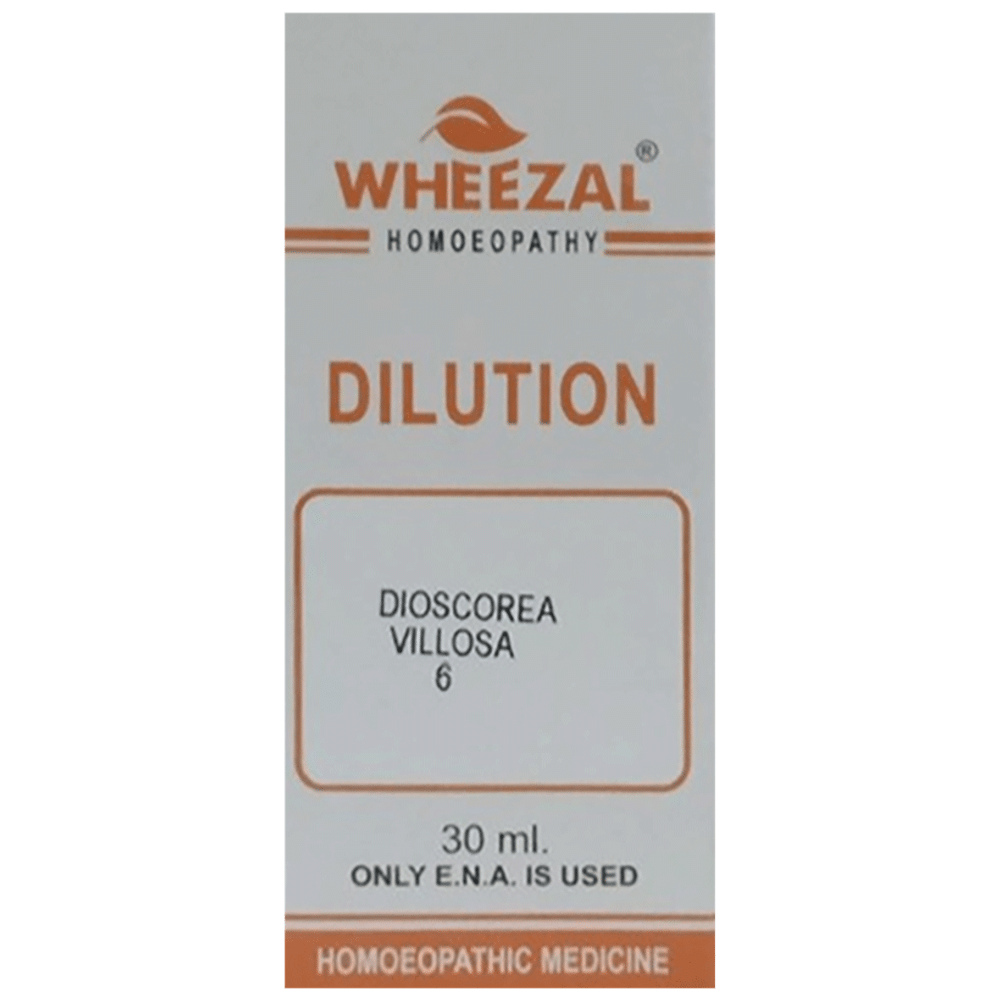 WHEEZAL®
HOMOEOPATHY
DILUTION
DIOSCOREA
VILLOSA
6
30 ml.
ONLY E.N.A. IS USED
HOMOEOPATHIC MEDICINE